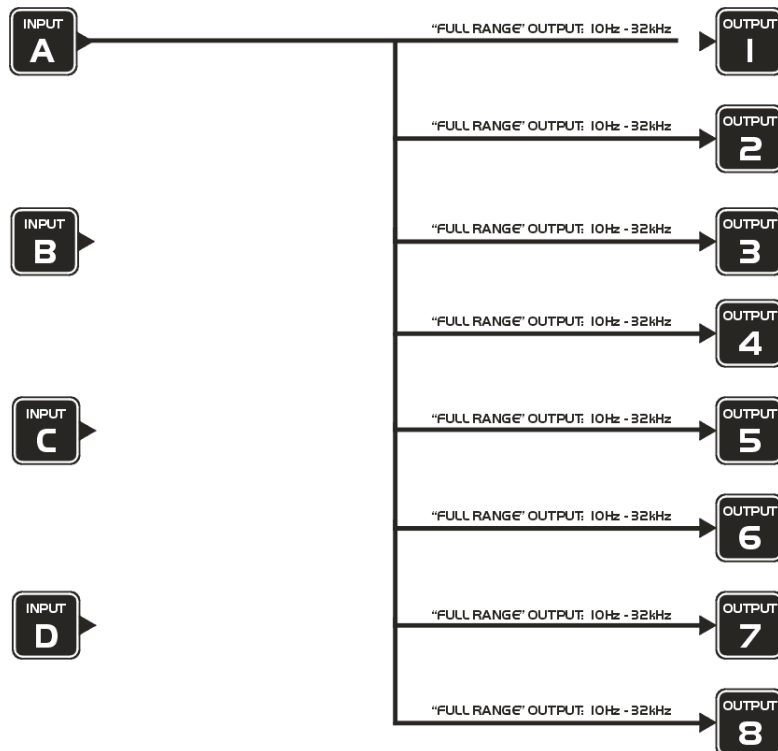 INPUT
A
"FULL RANGE" OUTPUT: 10Hz - 32kHz
OUTPUT
1
"FULL RANGE" OUTPUT: 10Hz - 32kHz
OUTPUT
2
INPUT
B
"FULL RANGE" OUTPUT: 10Hz - 32kHz
OUTPUT
3
"FULL RANGE" OUTPUT: 10Hz - 32kHz
OUTPUT
4
INPUT
C
"FULL RANGE" OUTPUT: 10Hz - 32kHz
OUTPUT
5
"FULL RANGE" OUTPUT: 10Hz - 32kHz
OUTPUT
6
INPUT
D
"FULL RANGE" OUTPUT: 10Hz - 32kHz
OUTPUT
7
"FULL RANGE" OUTPUT: 10Hz - 32kHz
OUTPUT
8